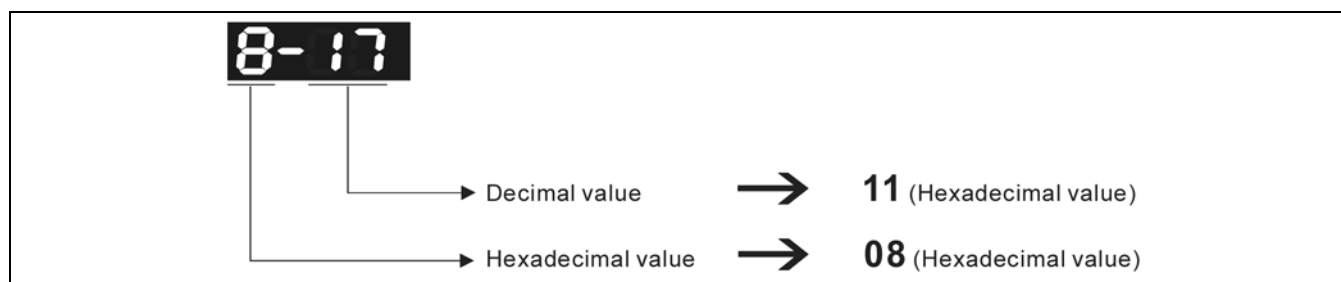 8-17
Decimal value → 11 (Hexadecimal value)
Hexadecimal value → 08 (Hexadecimal value)